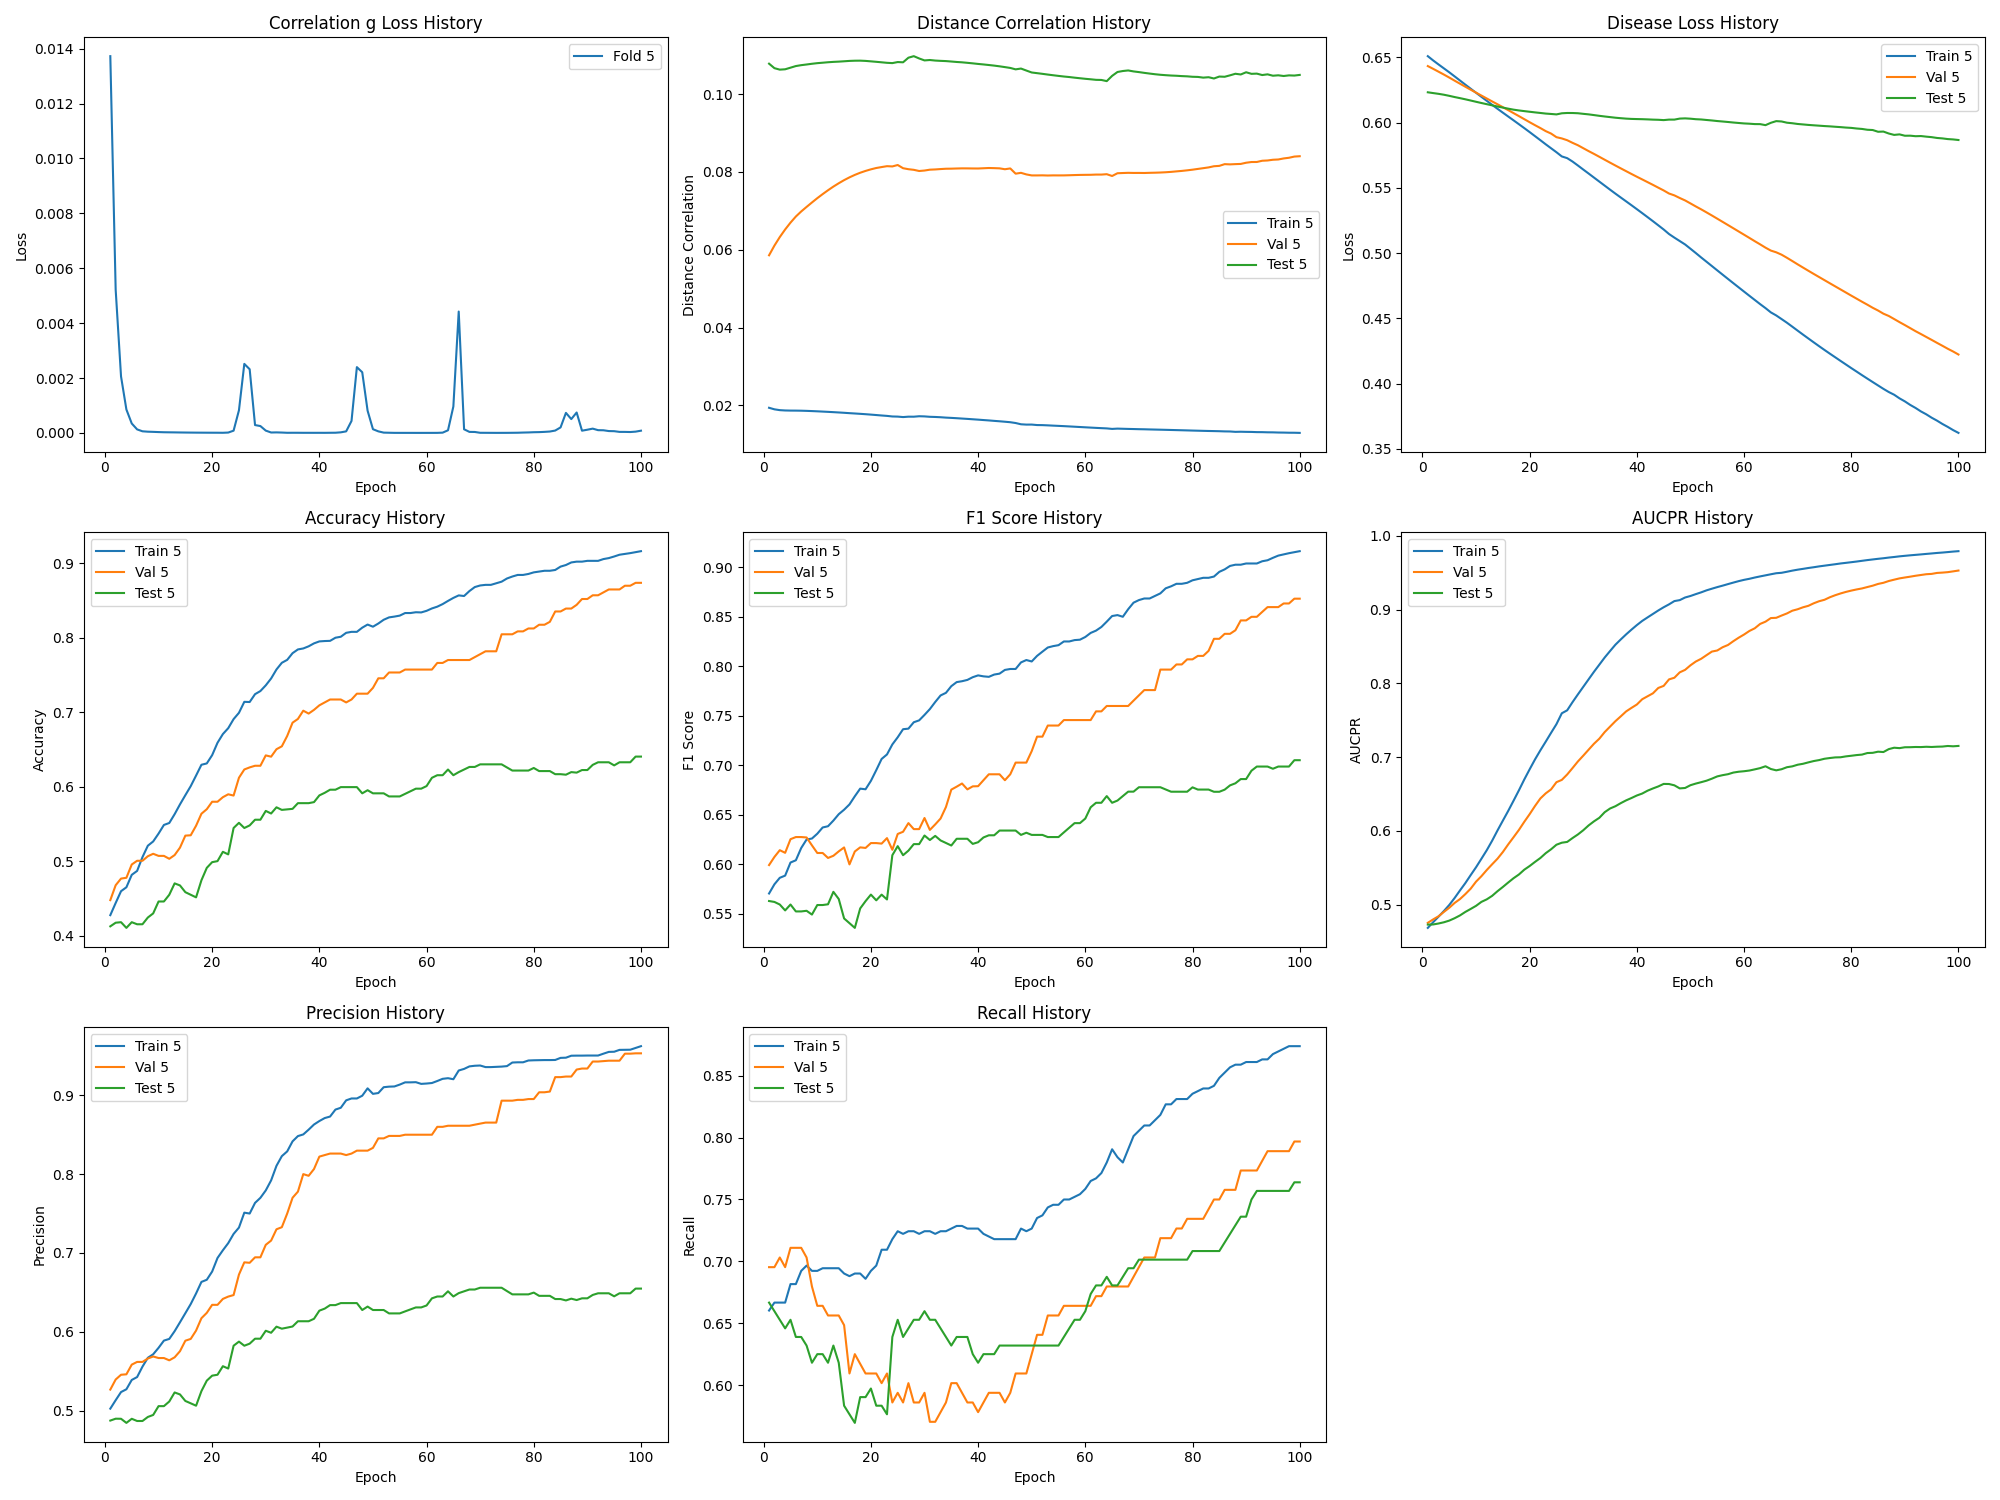 Correlation g Loss History
Loss
0.014
0.012
0.010
0.008
0.006
0.004
0.002
0.000
0 20 40 60 80 100
Epoch
Fold 5
Distance Correlation History
Distance Correlation
0.10
0.08
0.06
0.04
0.02
0 20 40 60 80 100
Epoch
Train 5
Val 5
Test 5
Disease Loss History
Loss
0.65
0.60
0.55
0.50
0.45
0.40
0.35
0 20 40 60 80 100
Epoch
Train 5
Val 5
Test 5
Accuracy History
Accuracy
0.9
0.8
0.7
0.6
0.5
0.4
0 20 40 60 80 100
Epoch
Train 5
Val 5
Test 5
F1 Score History
F1 Score
0.90
0.85
0.80
0.75
0.70
0.65
0.60
0.55
0 20 40 60 80 100
Epoch
Train 5
Val 5
Test 5
AUCPR History
AUCPR
1.0
0.9
0.8
0.7
0.6
0.5
0 20 40 60 80 100
Epoch
Train 5
Val 5
Test 5
Precision History
Precision
0.9
0.8
0.7
0.6
0.5
0 20 40 60 80 100
Epoch
Train 5
Val 5
Test 5
Recall History
Recall
0.85
0.80
0.75
0.70
0.65
0.60
0 20 40 60 80 100
Epoch
Train 5
Val 5
Test 5